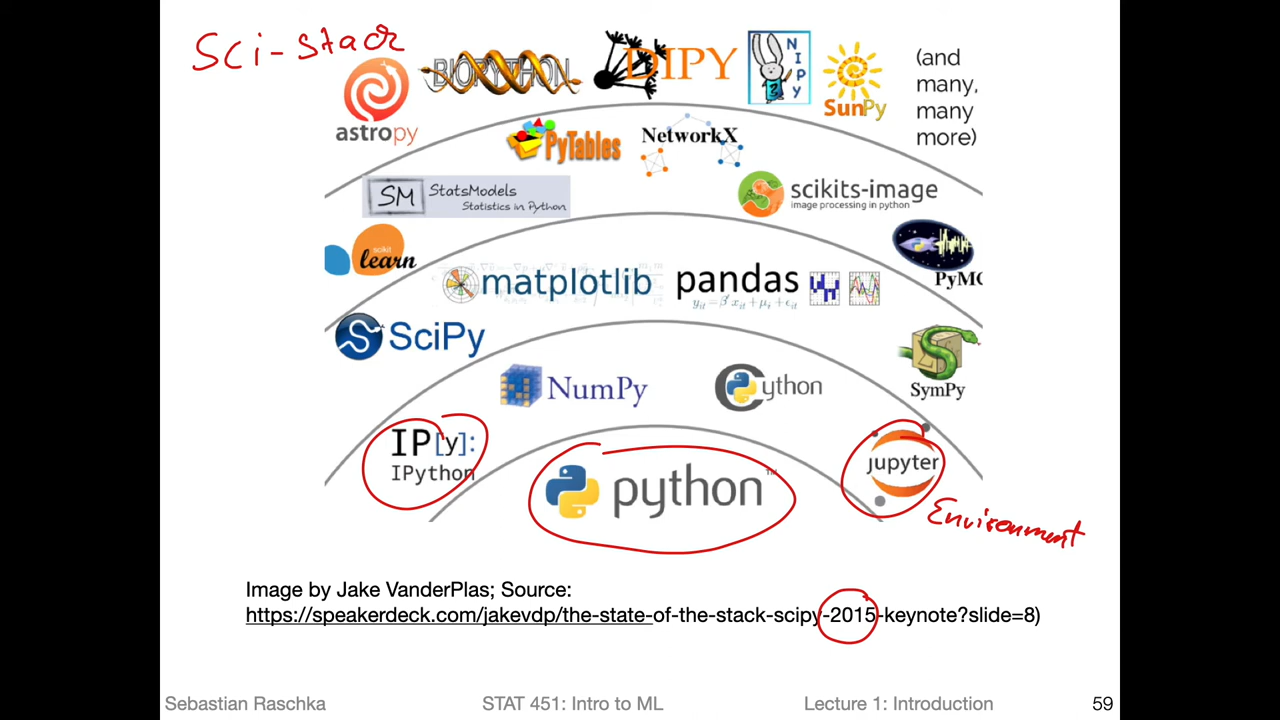 Sci-Stack
astropy
BIOPYTHON
DIPY
NIPY
SunPy
(and
many,
many
more)
PyTables
NetworkX
SM StatsModels
Statistics in Python
scikits-image
image processing in python
scikit
learn
matplotlib
pandas
PyMC
SciPy
NumPy
Cython
SymPy
IP[y]:
IPython
python
jupyter
Environment
Image by Jake VanderPlas; Source:
https://speakerdeck.com/jakevdp/the-state-of-the-stack-scipy-2015-keynote?slide=8)
Sebastian Raschka
STAT 451: Intro to ML
Lecture 1: Introduction
59